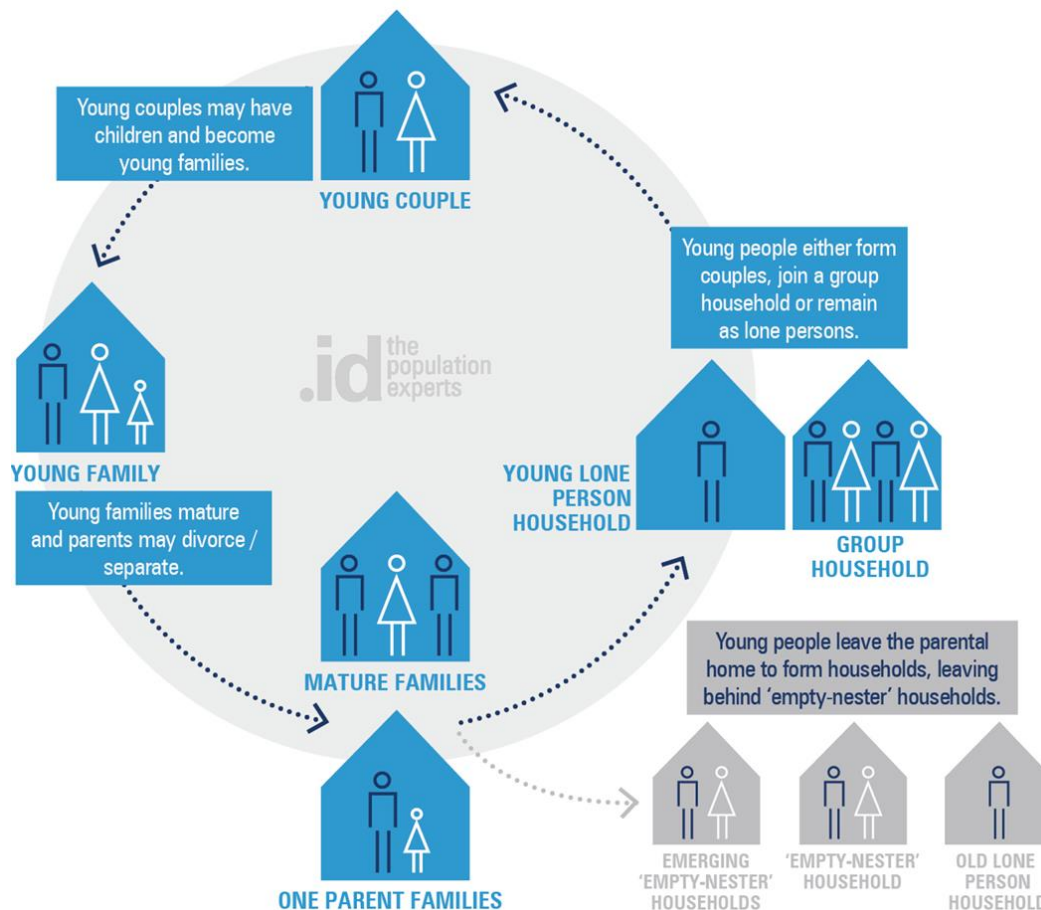 Young couples may have
children and become
young families.
YOUNG COUPLE
Young people either form
couples, join a group
household or remain
as lone persons.
.id the
population
experts
YOUNG FAMILY
YOUNG LONE
PERSON
HOUSEHOLD
GROUP
HOUSEHOLD
Young families mature
and parents may divorce /
separate.
MATURE FAMILIES
Young people leave the parental
home to form households, leaving
behind ‘empty-nester’ households.
ONE PARENT FAMILIES
EMERGING
‘EMPTY-NESTER’
HOUSEHOLDS
‘EMPTY-NESTER’
HOUSEHOLD
OLD LONE
PERSON
HOUSEHOLD